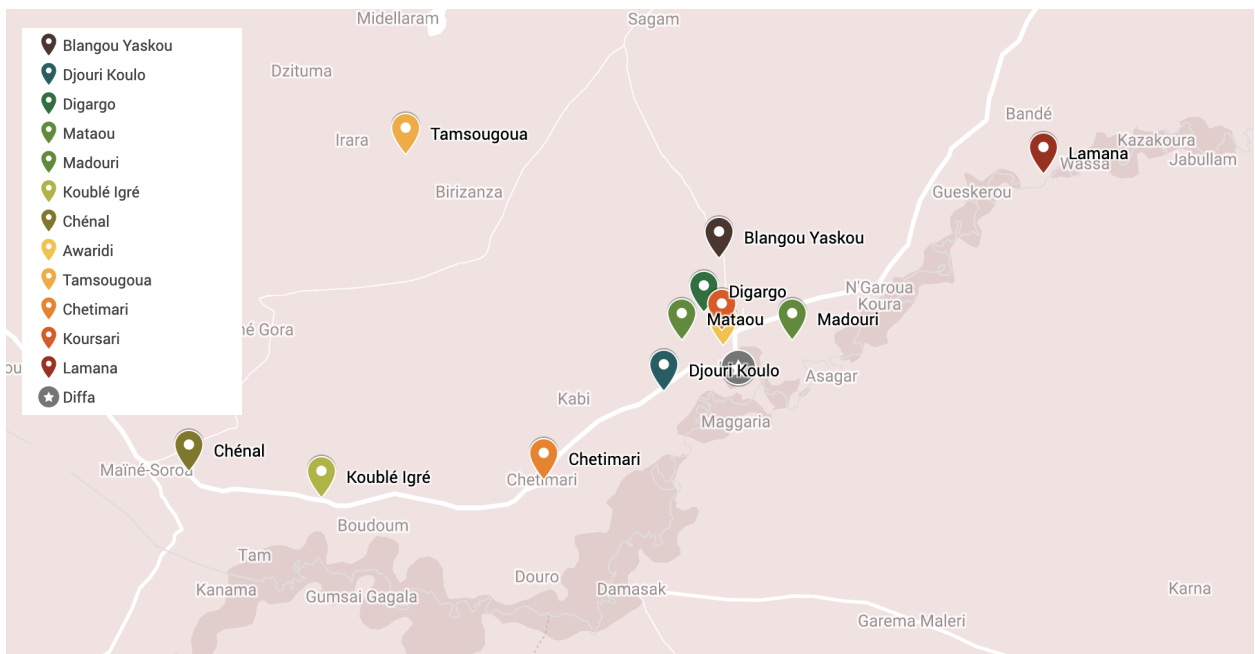 Midellaram
Sagam
Blangou Yaskou
Djouri Koulo
Digargo
Mataou
Madouri
Koublé Igré
Chénal
Awaridi
Tamsougoua
Chetimari
Koursari
Lamana
Diffa
Dzituma
Irara
Tamsougoua
Birizanza
Bandé
Kazakoura
Lamana
Wassa
Jabullam
Gueskerou
Blangou Yaskou
N'Garoua
Koura
Digargo
Mataou
Madouri
né Gora
Djouri Koulo
Asagar
Kabi
Maggaria
Chénal
Chetimari
Maïné-Soroa
Koublé Igré
Chetimari
Boudoum
Tam
Kanama
Gumsai Gagala
Douro
Damasak
Karna
Garema Maleri